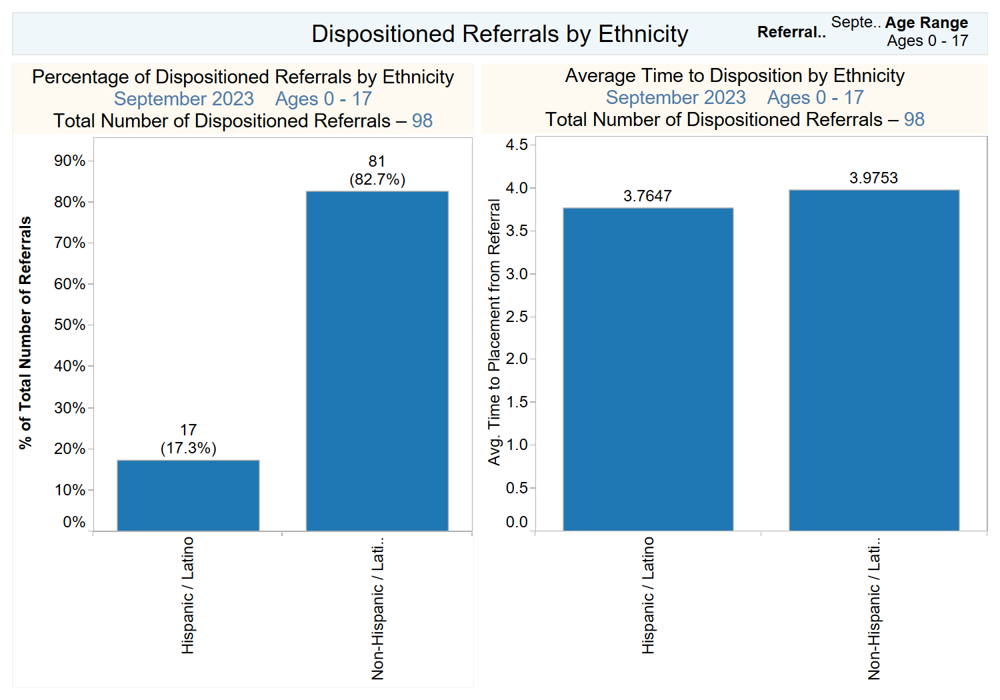 Dispositioned Referrals by Ethnicity
Referral..
Septe..
Age Range
Ages 0 - 17
Percentage of Dispositioned Referrals by Ethnicity
September 2023 Ages 0 - 17
Total Number of Dispositioned Referrals – 98
% of Total Number of Referrals
90%
80%
70%
60%
50%
40%
30%
20%
10%
0%
81
(82.7%)
17
(17.3%)
Hispanic / Latino
Non-Hispanic / Lati..
Average Time to Disposition by Ethnicity
September 2023 Ages 0 - 17
Total Number of Dispositioned Referrals – 98
Avg. Time to Placement from Referral
4.5
4.0
3.5
3.0
2.5
2.0
1.5
1.0
0.5
0.0
3.7647
3.9753
Hispanic / Latino
Non-Hispanic / Lati..